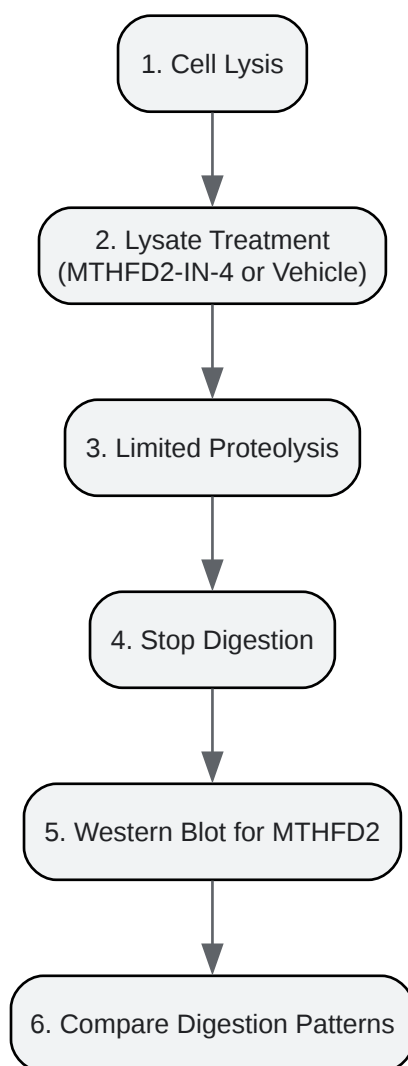 1. Cell Lysis
2. Lysate Treatment
(MTHFD2-IN-4 or Vehicle)
3. Limited Proteolysis
4. Stop Digestion
5. Western Blot for MTHFD2
6. Compare Digestion Patterns